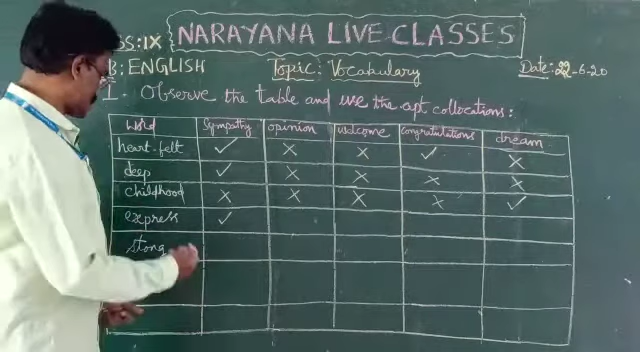 SS: IX NARAYANA LIVE CLASSES
B: ENGLISH Topic: Vocabulary Date: 22-6-20
I. Observe the table and use the apt collocations:
Word Sympathy opinion welcome congratulations dream
heart-felt ✓ ✗ ✗ ✓ ✗
deep ✓ ✗ ✗ ✗ ✗
childhood ✗ ✗ ✗ ✗ ✓
express ✓
stong